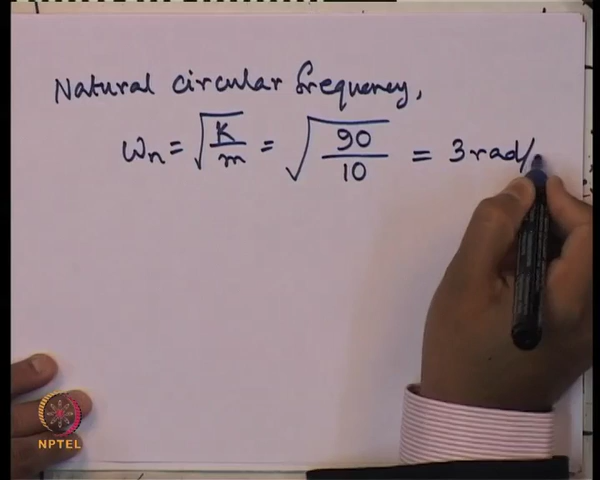 Natural circular frequency,
ωn = √(K/m) = √(90/10) = 3 rad/
NPTEL